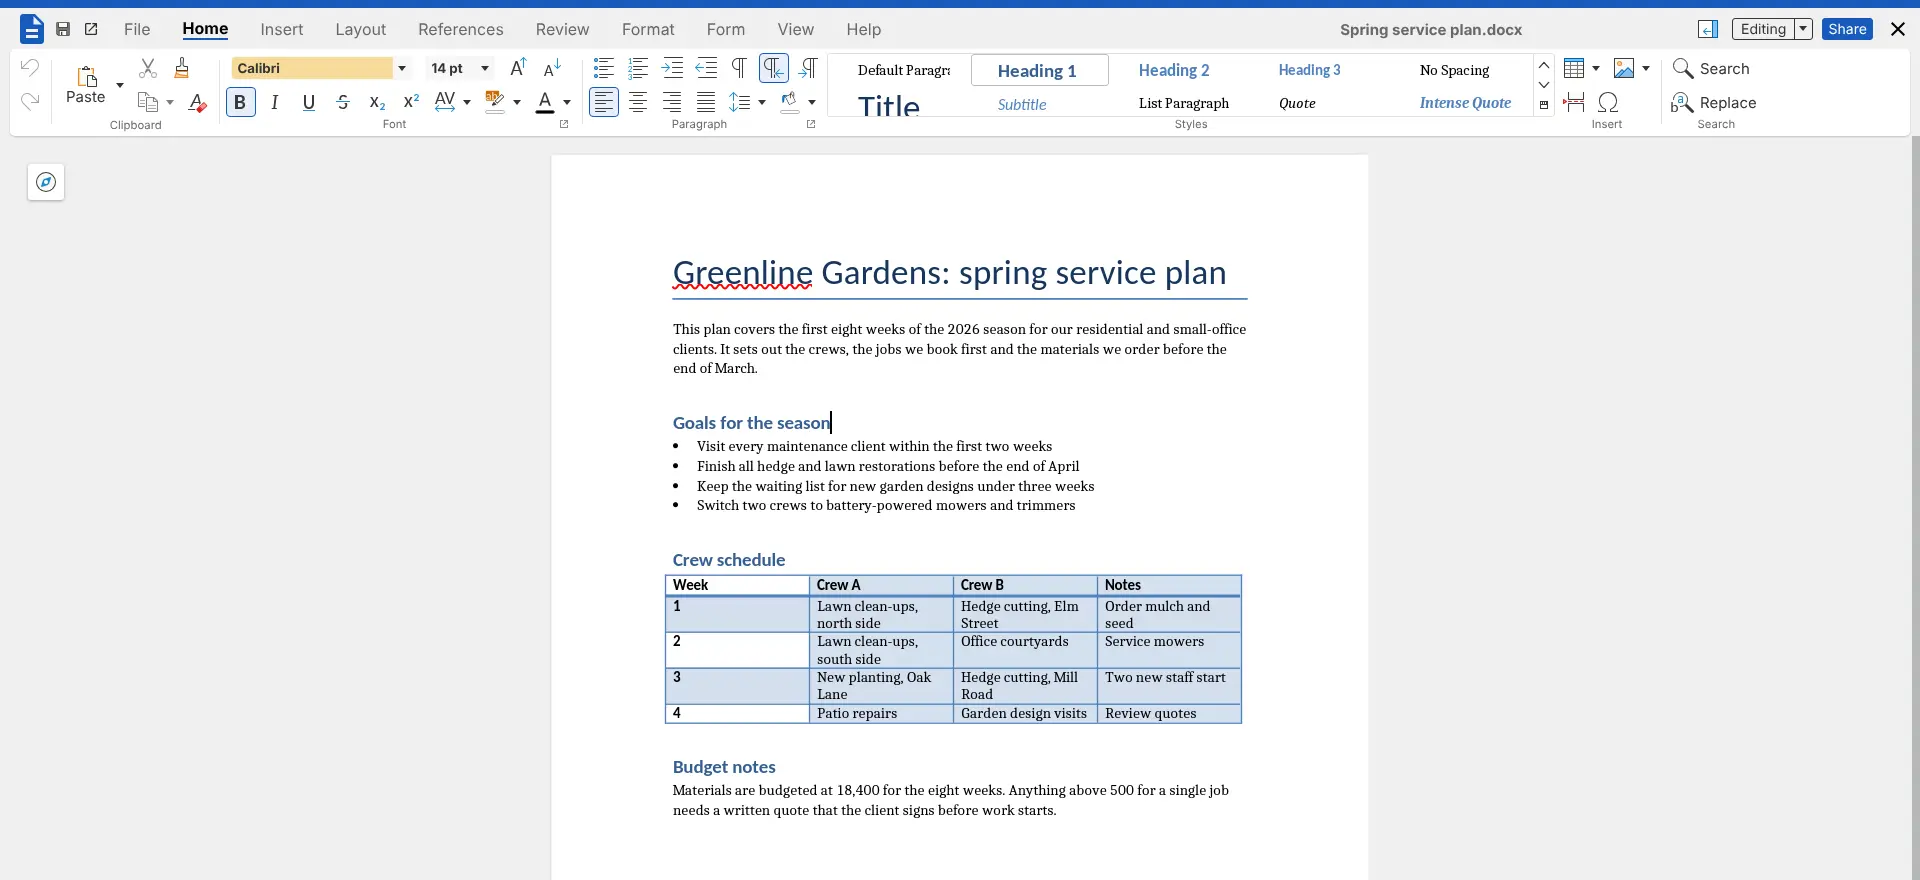 File Home Insert Layout References Review Format Form View Help Spring service plan.docx Editing Share
Paste
Clipboard
Calibri 14 pt
Font
Paragraph
Default Paragra Heading 1 Heading 2 Heading 3 No Spacing
Title Subtitle List Paragraph Quote Intense Quote
Styles
Insert
Search
Replace
Search
Greenline Gardens: spring service plan
This plan covers the first eight weeks of the 2026 season for our residential and small-office
clients. It sets out the crews, the jobs we book first and the materials we order before the
end of March.
Goals for the season
• Visit every maintenance client within the first two weeks
• Finish all hedge and lawn restorations before the end of April
• Keep the waiting list for new garden designs under three weeks
• Switch two crews to battery-powered mowers and trimmers
Crew schedule
Week Crew A Crew B Notes
1 Lawn clean-ups, Hedge cutting, Elm Order mulch and
north side Street seed
2 Lawn clean-ups, Office courtyards Service mowers
south side
3 New planting, Oak Hedge cutting, Mill Two new staff start
Lane Road
4 Patio repairs Garden design visits Review quotes
Budget notes
Materials are budgeted at 18,400 for the eight weeks. Anything above 500 for a single job
needs a written quote that the client signs before work starts.